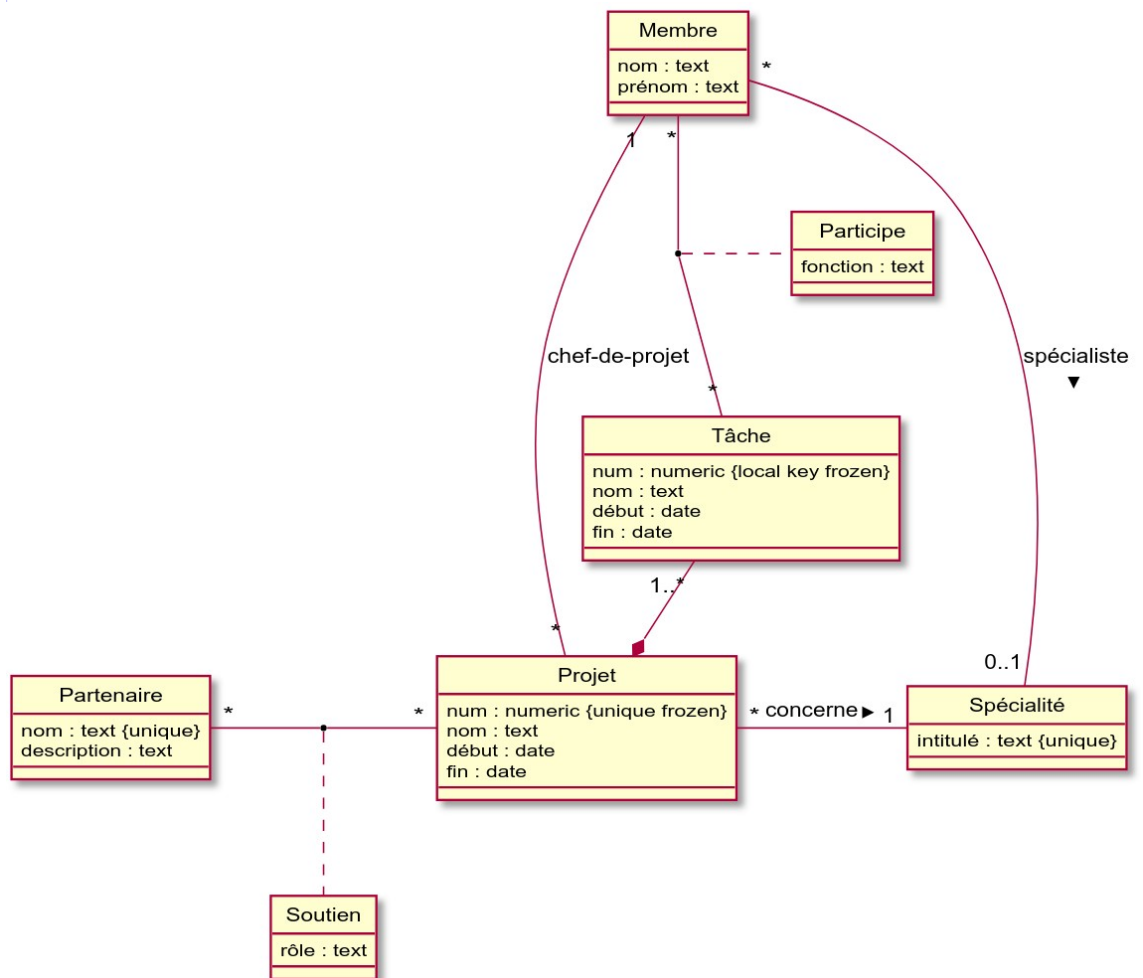 Membre
nom : text
prénom : text
*
1
*
Participe
fonction : text
chef-de-projet
spécialiste
▼
*
Tâche
num : numeric {local key frozen}
nom : text
début : date
fin : date
1..*
*
0..1
Partenaire
nom : text {unique}
description : text
*
*
Projet
num : numeric {unique frozen}
nom : text
début : date
fin : date
* concerne ► 1
Spécialité
intitulé : text {unique}
Soutien
rôle : text